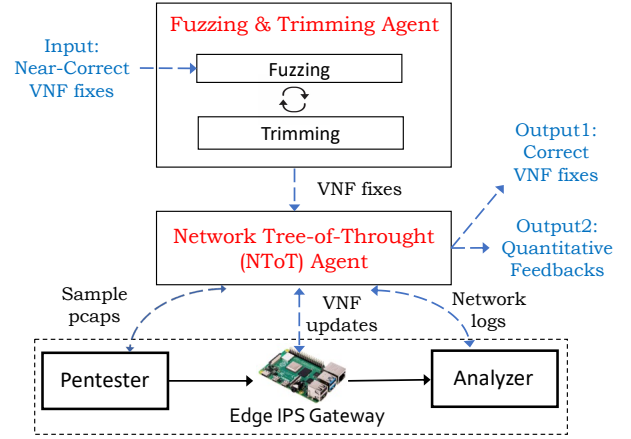 Fuzzing & Trimming Agent
Input:
Near-Correct
VNF fixes
Fuzzing
Trimming
VNF fixes
Output1:
Correct
VNF fixes
Network Tree-of-Throught
(NToT) Agent
Output2:
Quantitative
Feedbacks
Sample
pcaps
VNF
updates
Network
logs
Pentester
Analyzer
Edge IPS Gateway